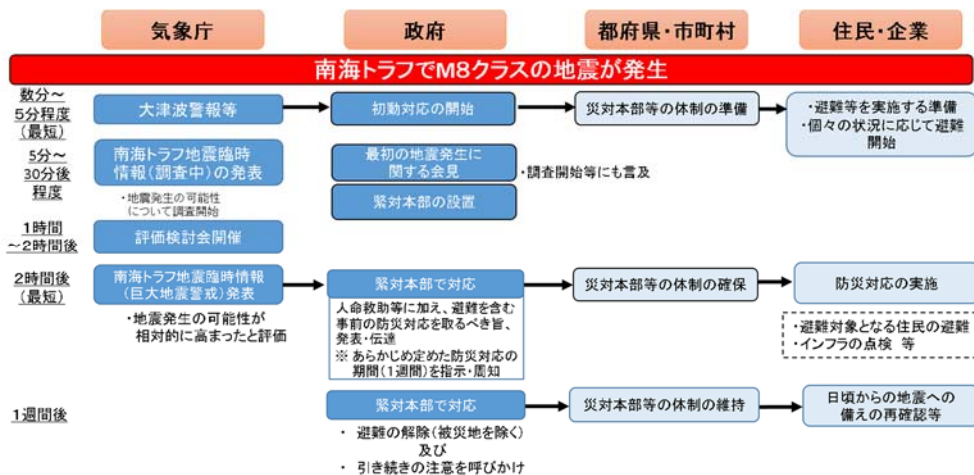 気象庁
政府
都府県・市町村
住民・企業
南海トラフでM8クラスの地震が発生
数分～
5分程度
(最短)
大津波警報等
初動対応の開始
災対本部等の体制の準備
・避難等を実施する準備
・個々の状況に応じて避難
開始
5分～
30分後
程度
南海トラフ地震臨時
情報(調査中)の発表
・地震発生の可能性
について調査開始
最初の地震発生に
関する会見
・調査開始等にも言及
緊対本部の設置
1時間
～2時間後
評価検討会開催
2時間後
(最短)
南海トラフ地震臨時情報
(巨大地震警戒)発表
・地震発生の可能性が
相対的に高まったと評価
緊対本部で対応
人命救助等に加え、避難を含む
事前の防災対応を取るべき旨、
発表・伝達
※ あらかじめ定めた防災対応の
期間(1週間)を指示・周知
災対本部等の体制の確保
防災対応の実施
・避難対象となる住民の避難
・インフラの点検 等
1週間後
緊対本部で対応
・ 避難の解除(被災地を除く)
及び
・ 引き続きの注意を呼びかけ
災対本部等の体制の維持
日頃からの地震への
備えの再確認等